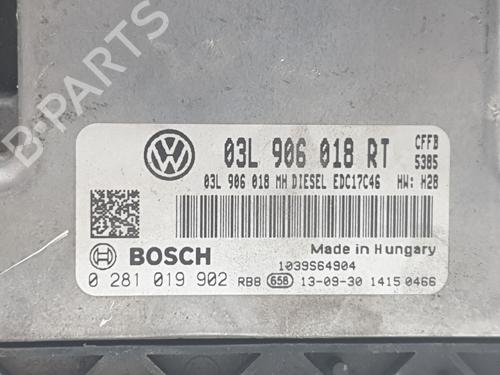 03L 906 018 RT
CFFB
5385
03L 906 018 MH DIESEL EDC17C46 HW: H28
BOSCH
Made in Hungary
1039S64904
0 281 019 902 RBB 658 13-09-30 1415 0466
B-PARTS